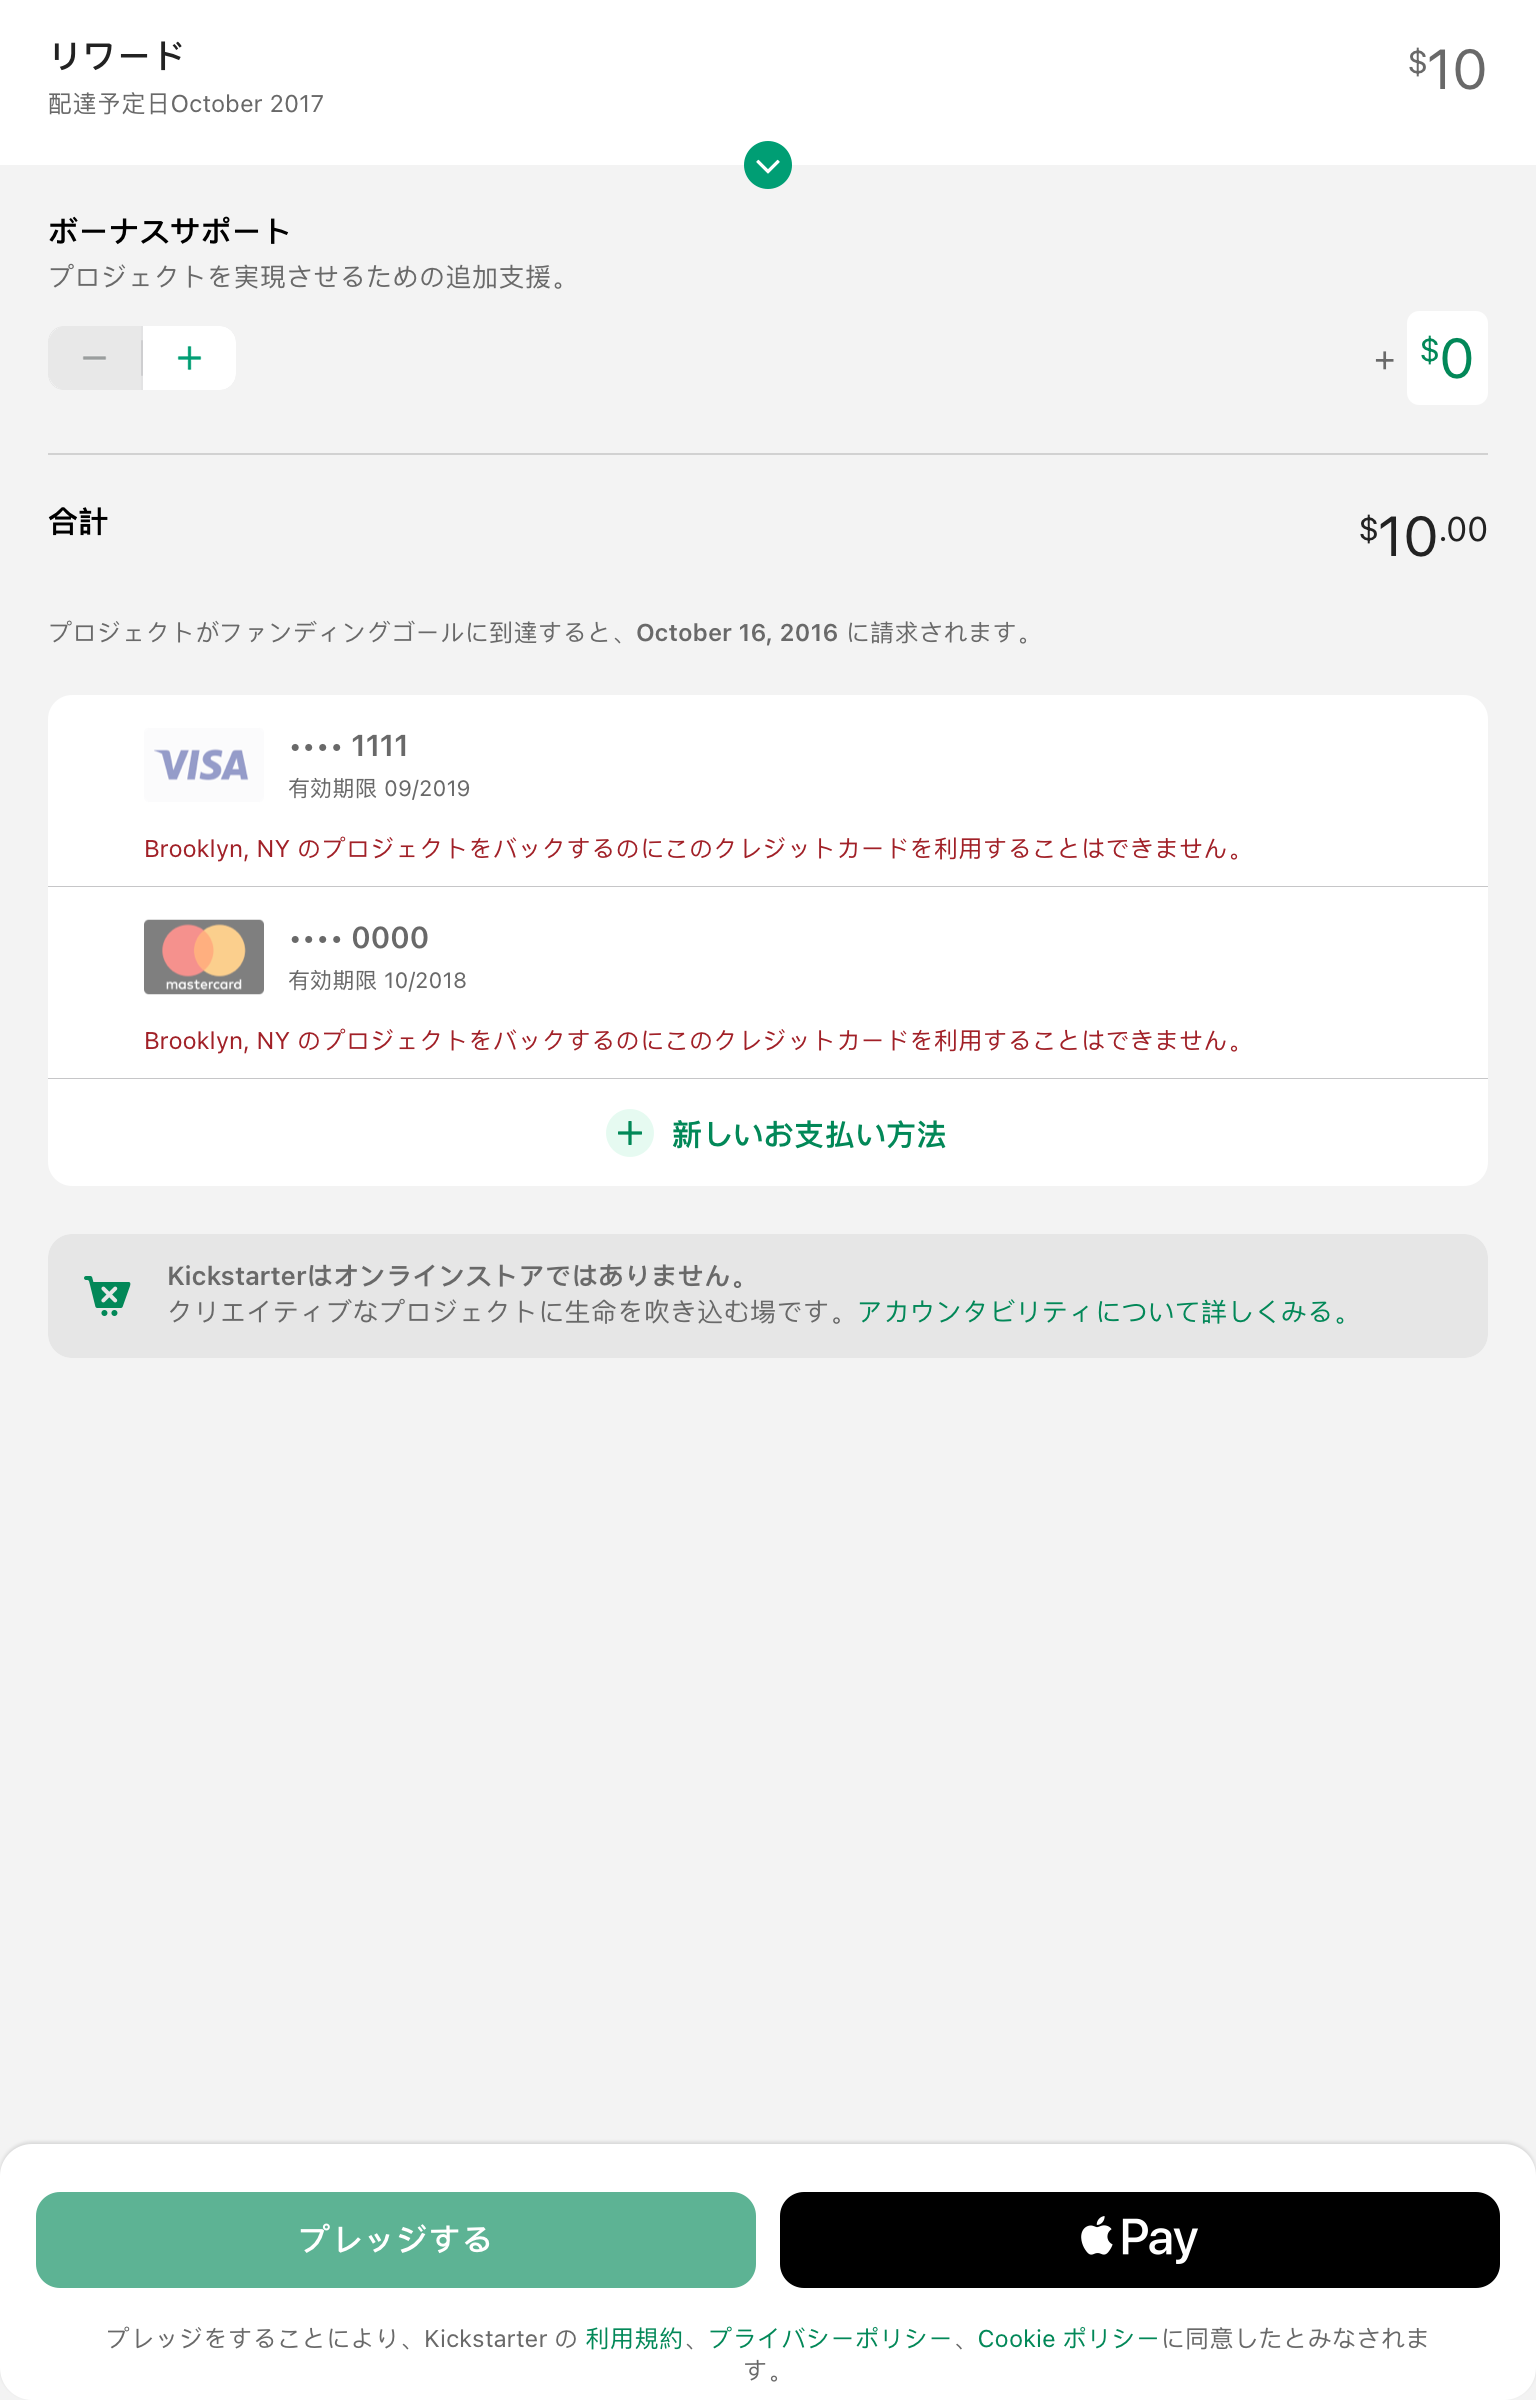 リワード
$10
配達予定日October 2017
ボーナスサポート
プロジェクトを実現させるための追加支援。
− +
+ $0
合計
$10.00
プロジェクトがファンディングゴールに到達すると、October 16, 2016 に請求されます。
VISA
•••• 1111
有効期限 09/2019
Brooklyn, NY のプロジェクトをバックするのにこのクレジットカードを利用することはできません。
mastercard
•••• 0000
有効期限 10/2018
Brooklyn, NY のプロジェクトをバックするのにこのクレジットカードを利用することはできません。
+ 新しいお支払い方法
Kickstarterはオンラインストアではありません。
クリエイティブなプロジェクトに生命を吹き込む場です。アカウンタビリティについて詳しくみる。
プレッジする
Pay
プレッジをすることにより、Kickstarter の 利用規約、プライバシーポリシー、Cookie ポリシーに同意したとみなされま
す。